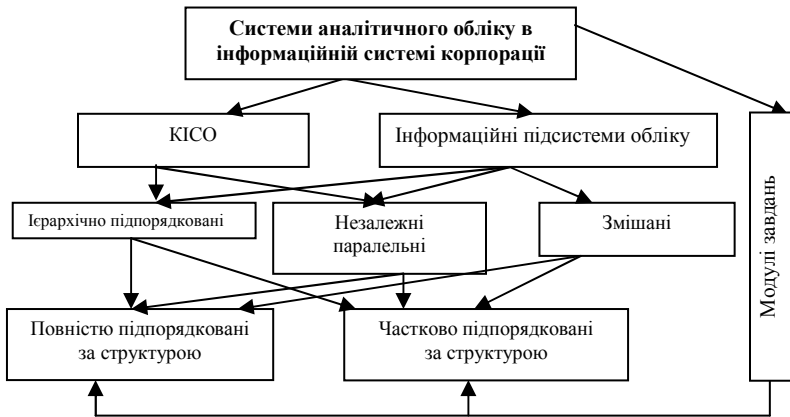 Системи аналітичного обліку в
інформаційній системі корпорації
КІСО
Інформаційні підсистеми обліку
Модулі завдань
Ієрархічно підпорядковані
Незалежні
паралельні
Змішані
Повністю підпорядковані
за структурою
Частково підпорядковані
за структурою